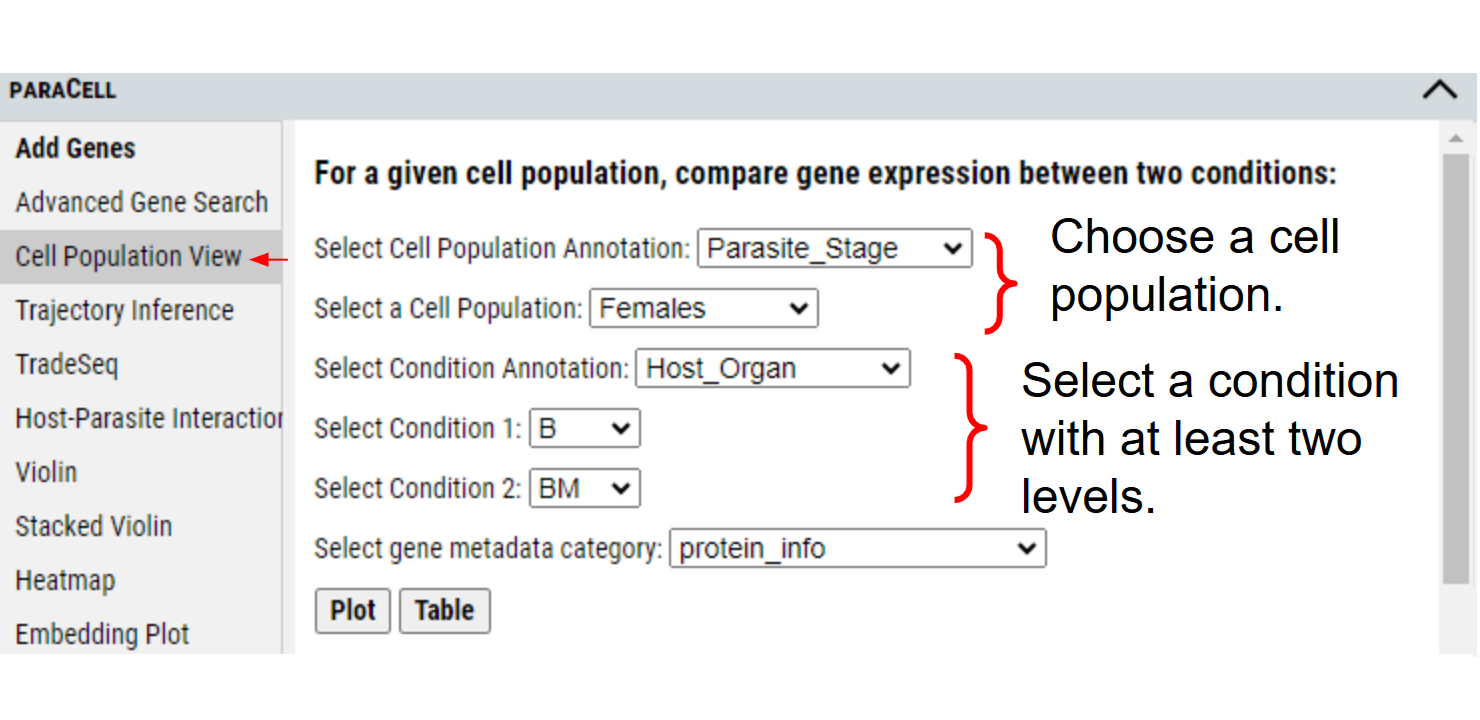 PARACELL
Add Genes
Advanced Gene Search
Cell Population View
Trajectory Inference
TradeSeq
Host-Parasite Interaction
Violin
Stacked Violin
Heatmap
Embedding Plot
For a given cell population, compare gene expression between two conditions:
Select Cell Population Annotation: Parasite_Stage
Select a Cell Population: Females
Select Condition Annotation: Host_Organ
Select Condition 1: B
Select Condition 2: BM
Select gene metadata category: protein_info
Plot Table
Choose a cell
population.
Select a condition
with at least two
levels.